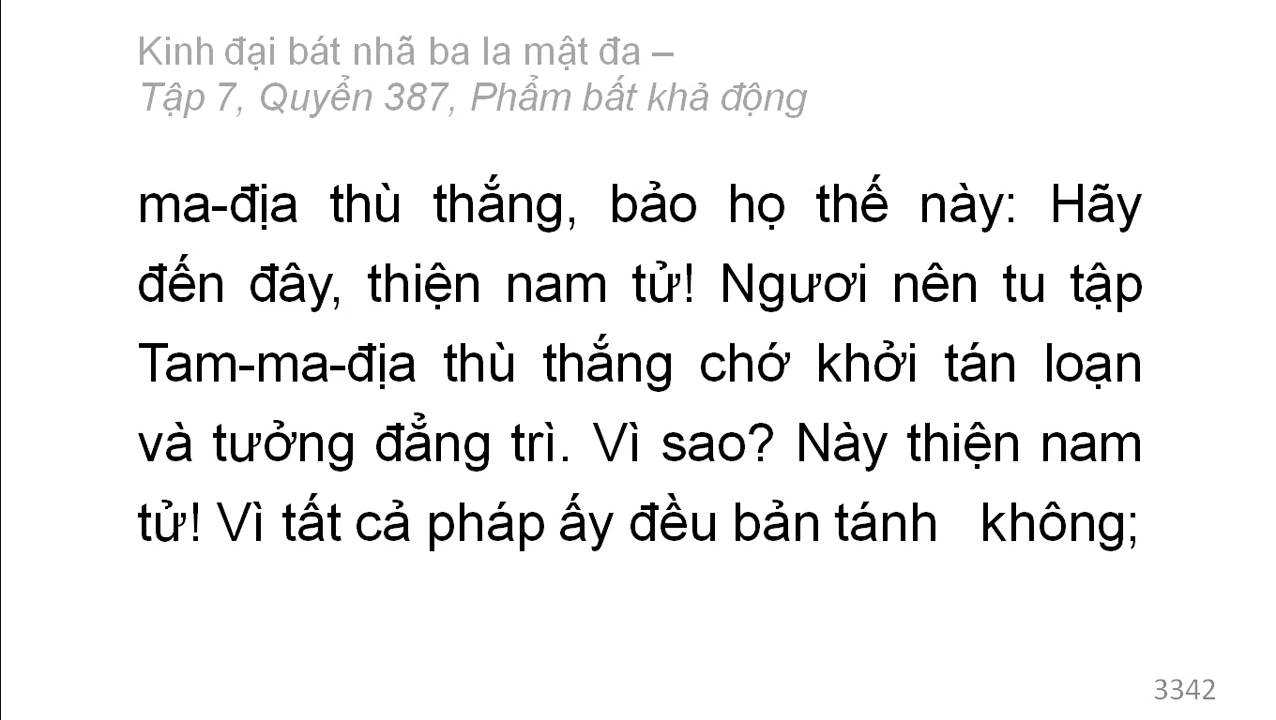 Kinh đại bát nhã ba la mật đa –
Tập 7, Quyển 387, Phẩm bất khả động
ma-địa thù thắng, bảo họ thế này: Hãy
đến đây, thiện nam tử! Ngươi nên tu tập
Tam-ma-địa thù thắng chớ khởi tán loạn
và tưởng đẳng trì. Vì sao? Này thiện nam
tử! Vì tất cả pháp ấy đều bản tánh không;
3342